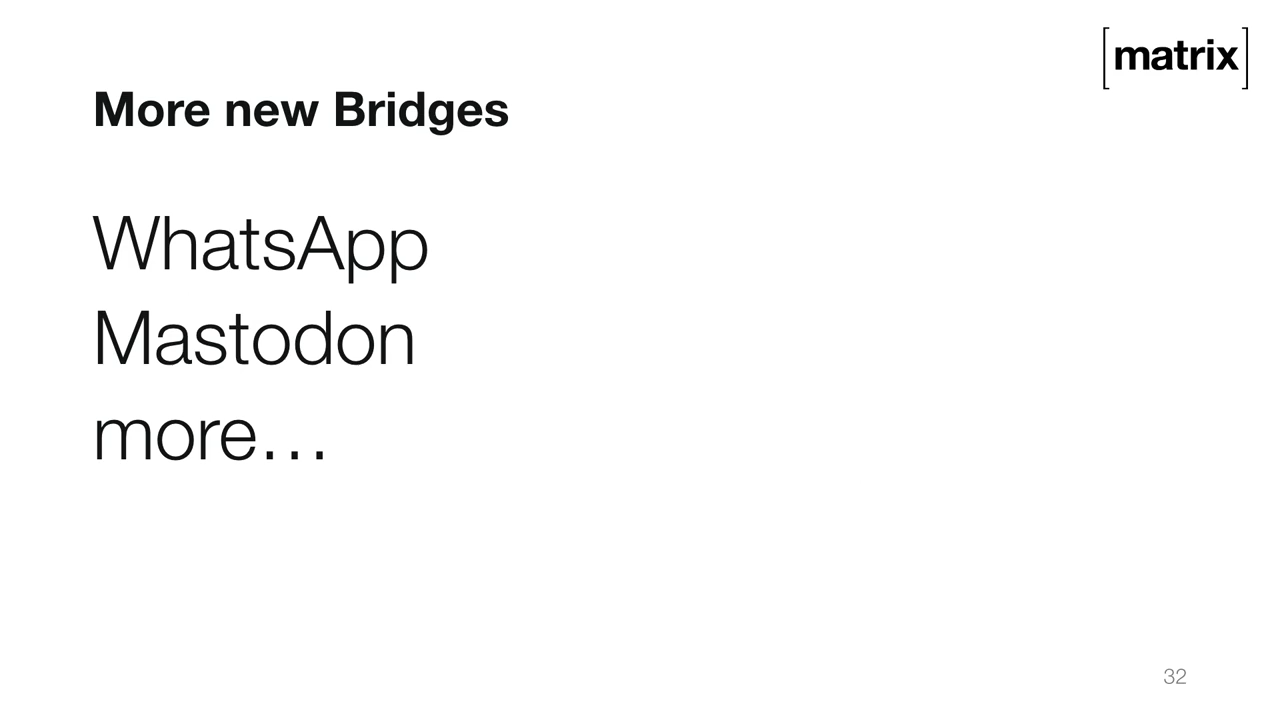 [matrix]
More new Bridges
WhatsApp
Mastodon
more…
32